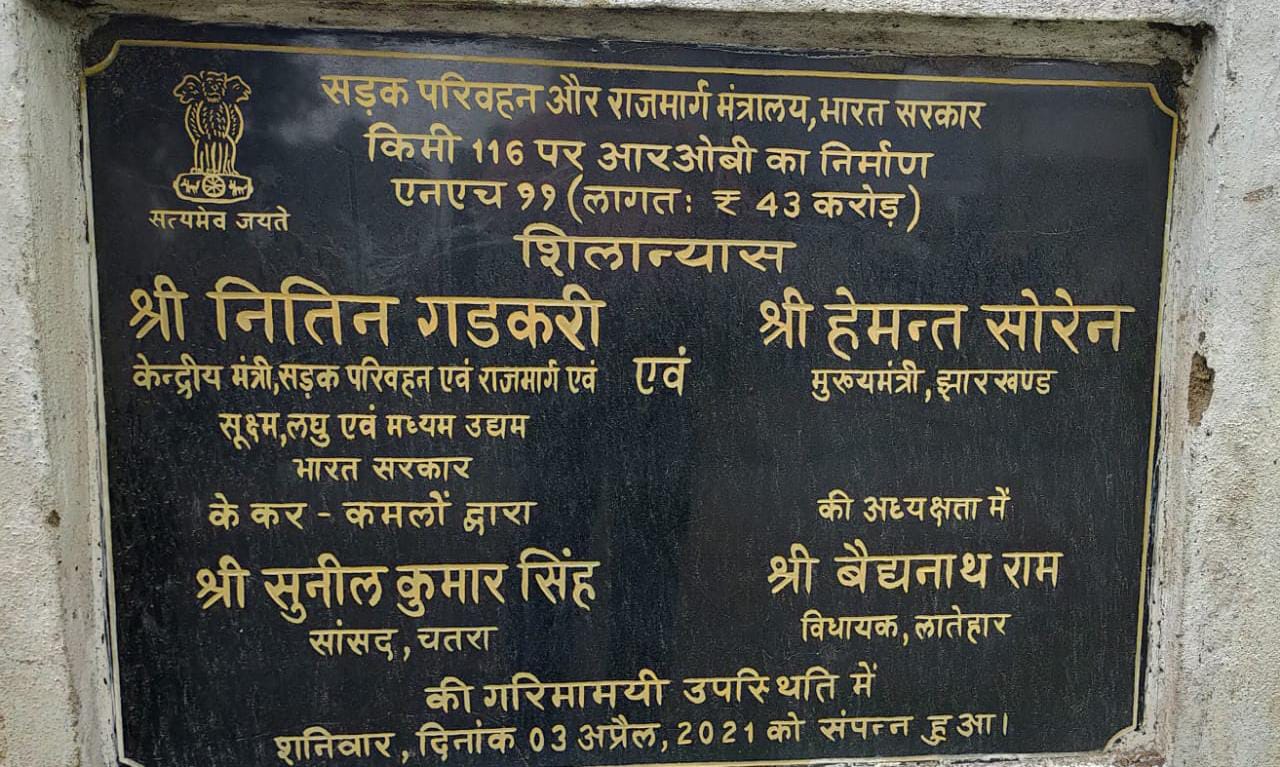 सड़क परिवहन और राजमार्ग मंत्रालय,भारत सरकार
किमी 116 पर आरओबी का निर्माण
एनएच ११ (लागतः ₹ 43 करोड़)
सत्यमेव जयते
शिलान्यास
श्री नितिन गडकरी
केन्द्रीय मंत्री,सड़क परिवहन एवं राजमार्ग एवं
सूक्ष्म,लघु एवं मध्यम उद्यम
भारत सरकार
के कर - कमलों द्वारा
एवं
श्री हेमन्त सोरेन
मुख्यमंत्री,झारखण्ड
की अध्यक्षता में
श्री सुनील कुमार सिंह
सांसद,चतरा
श्री बैद्यनाथ राम
विधायक,लातेहार
की गरिमामयी उपस्थिति में
शनिवार,दिनांक 03 अप्रैल,2021 को संपन्न हुआ।